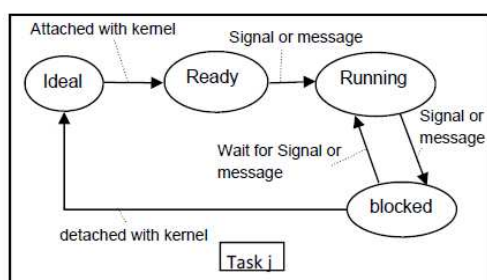 Attached with kernel
Signal or message
Ideal
Ready
Running
Signal or
message
Wait for Signal or
message
blocked
detached with kernel
Task j